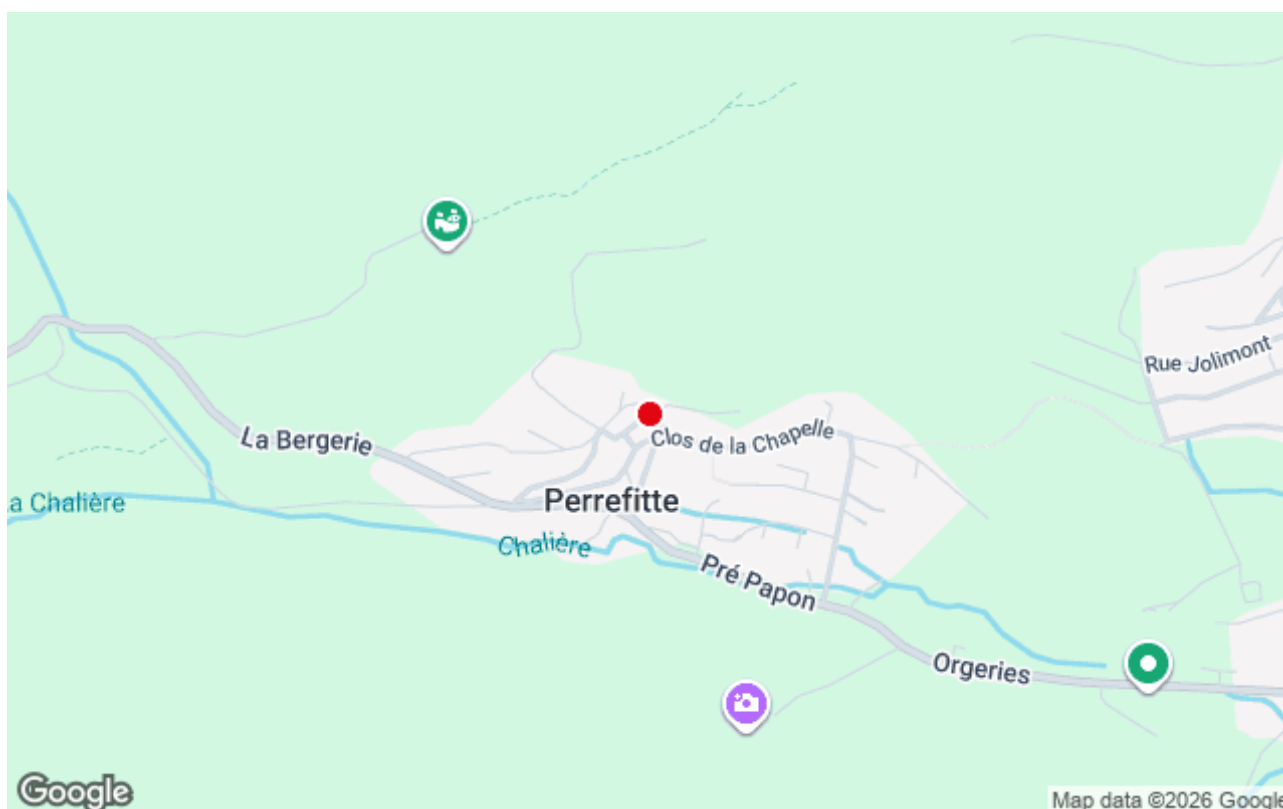 Rue Jolimont
Clos de la Chapelle
La Bergerie
Perrefitte
a Chalière
Chalière
Pré Papon
Orgeries
Google
Map data ©2026 Google